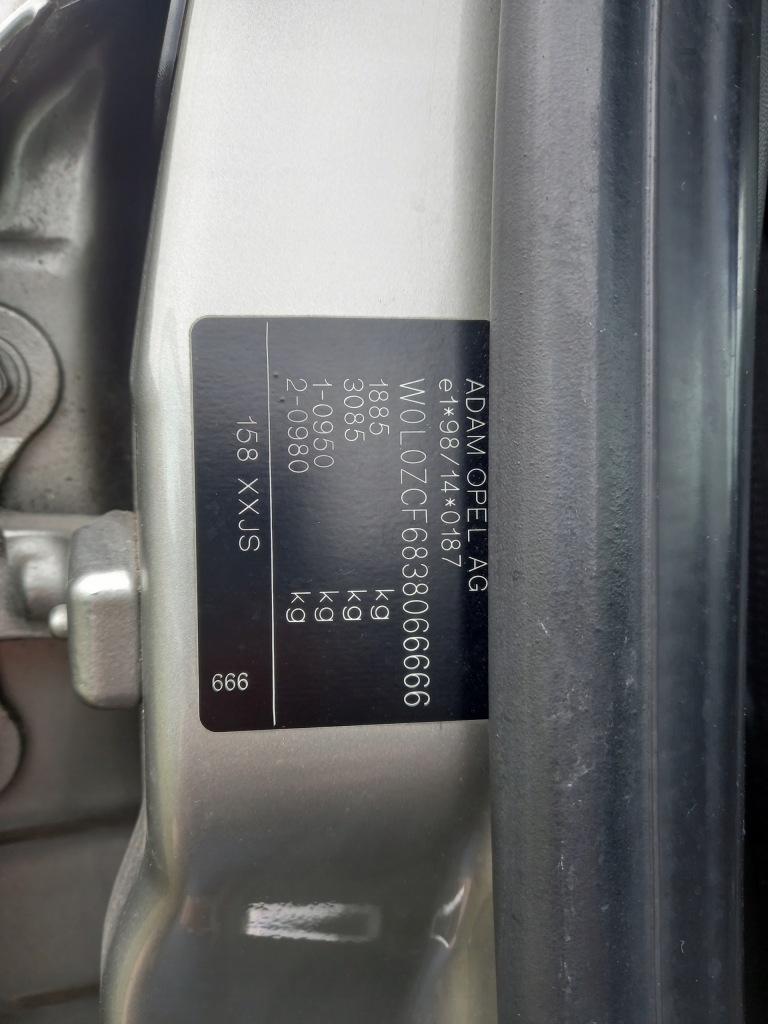 ADAM OPEL AG
e1*98/14*0187
W0L0ZCF6838066666
1885 kg
3085 kg
1-0950 kg
2-0980 kg
158 XXJS
666